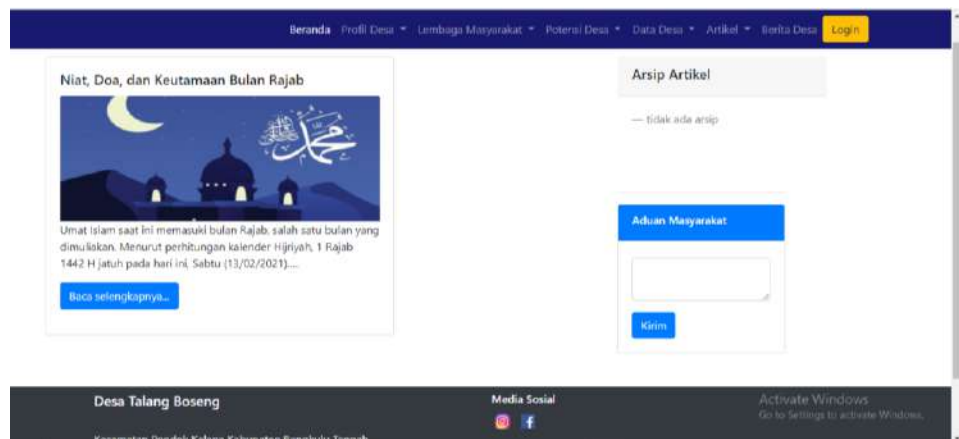 Beranda Profil Desa Lembaga Masyarakat Potensi Desa Data Desa Artikel Berita Desa Login
Niat, Doa, dan Keutamaan Bulan Rajab
محمد
Umat Islam saat ini memasuki bulan Rajab, salah satu bulan yang
dimuliakan. Menurut perhitungan kalender Hijriyah, 1 Rajab
1442 H jatuh pada hari ini, Sabtu (13/02/2021)....
Baca selengkapnya...
Arsip Artikel
— tidak ada arsip
Aduan Masyarakat
Kirim
Desa Talang Boseng
Media Sosial
Activate Windows
Go to Settings to activate Windows.